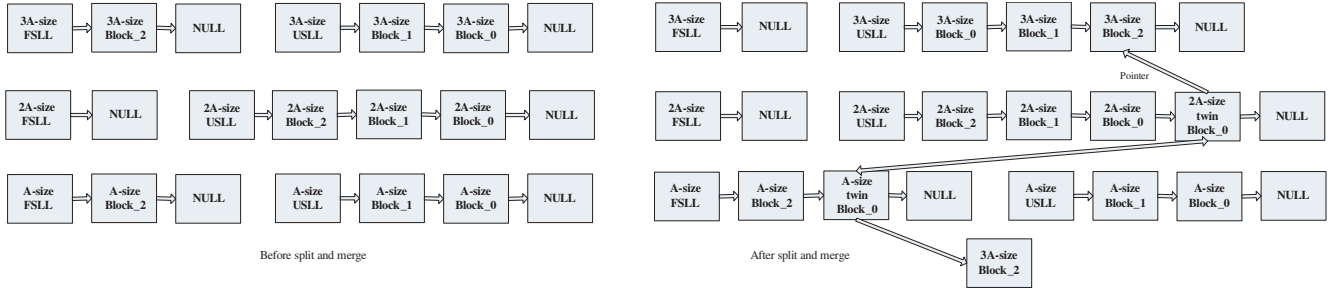 3A-size FSLL
3A-size Block_2
NULL
3A-size USLL
3A-size Block_1
3A-size Block_0
NULL
2A-size FSLL
NULL
2A-size USLL
2A-size Block_2
2A-size Block_1
2A-size Block_0
NULL
A-size FSLL
A-size Block_2
NULL
A-size USLL
A-size Block_1
A-size Block_0
NULL
Before split and merge
3A-size FSLL
NULL
3A-size USLL
3A-size Block_0
3A-size Block_1
3A-size Block_2
NULL
Pointer
2A-size FSLL
NULL
2A-size USLL
2A-size Block_2
2A-size Block_1
2A-size Block_0
2A-size twin Block_0
NULL
A-size FSLL
A-size Block_2
A-size twin Block_0
NULL
A-size USLL
A-size Block_1
A-size Block_0
NULL
3A-size Block_2
After split and merge